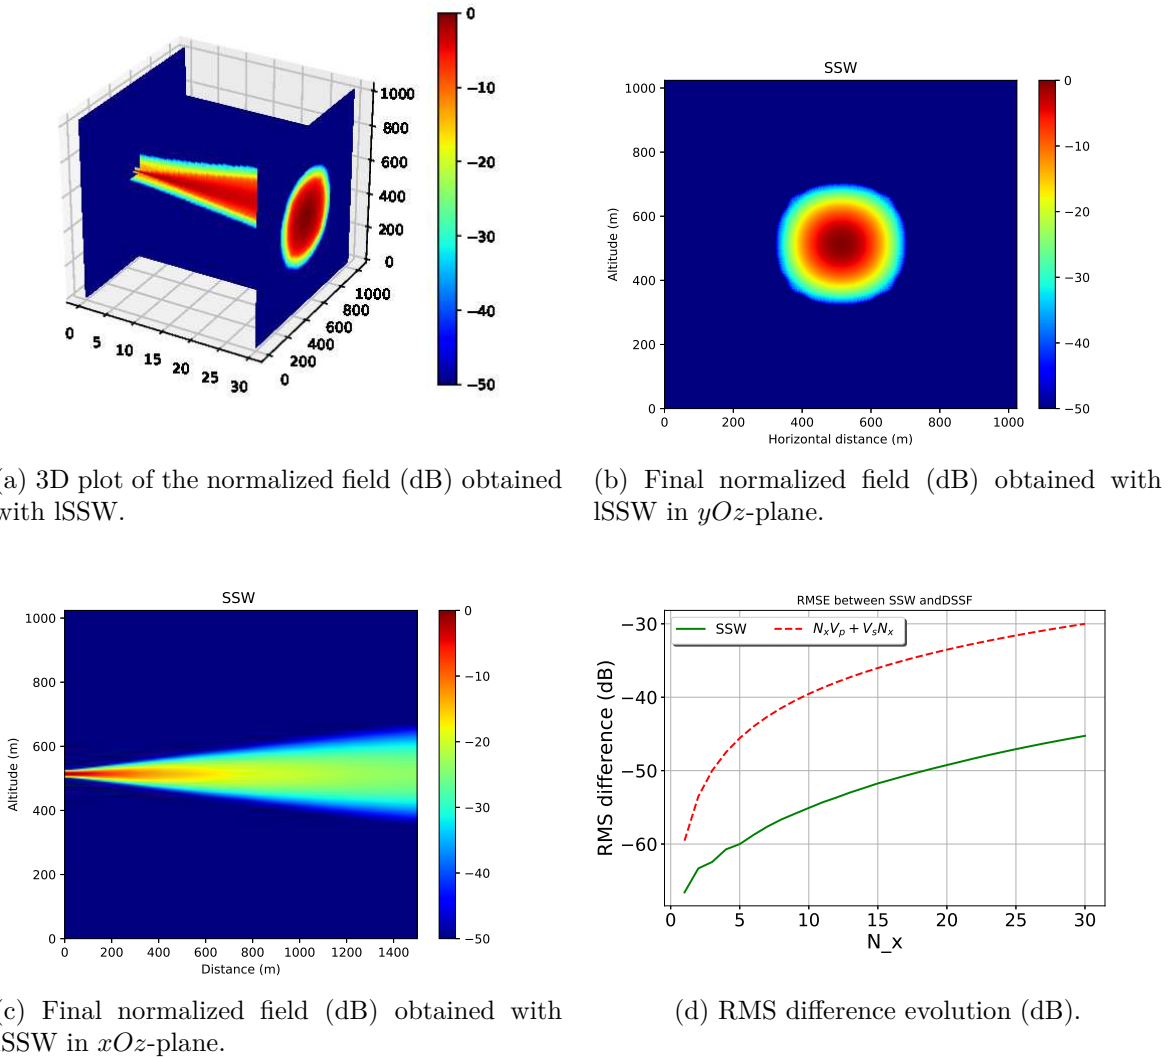 0
−10
−20
−30
−40
−50
1000
800
600
400
200
0
1000
800
600
400
200
0
0
5
10
15
20
25
30
(a) 3D plot of the normalized field (dB) obtained
with lSSW.
SSW
1000
800
600
400
200
0
Altitude (m)
0 200 400 600 800 1000
Horizontal distance (m)
0
−10
−20
−30
−40
−50
(b) Final normalized field (dB) obtained with
lSSW in yOz-plane.
SSW
1000
800
600
400
200
0
Altitude (m)
0 200 400 600 800 1000 1200 1400
Distance (m)
0
−10
−20
−30
−40
−50
(c) Final normalized field (dB) obtained with
lSSW in xOz-plane.
RMSE between SSW andDSSF
SSW NₓVₚ + VₛNₓ
−30
−40
−50
−60
RMS difference (dB)
0 5 10 15 20 25 30
N_x
(d) RMS difference evolution (dB).